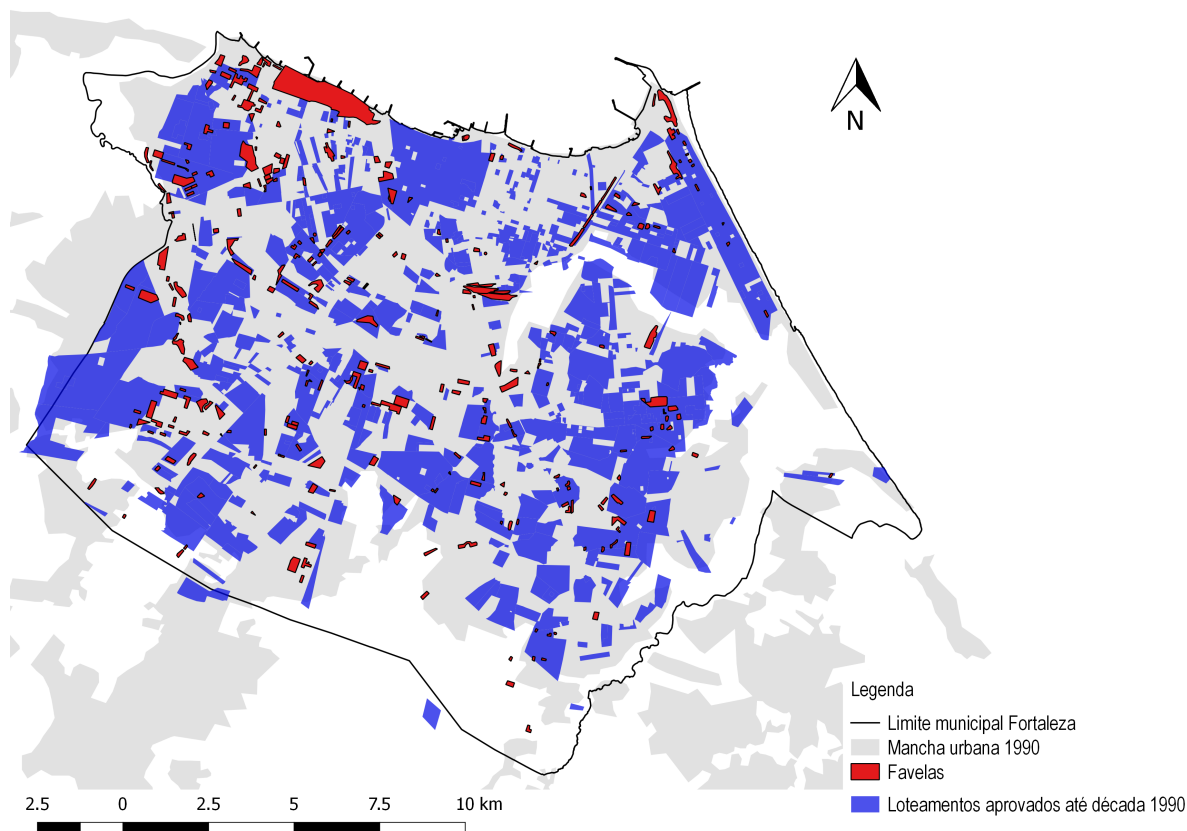 N
Legenda
Limite municipal Fortaleza
Mancha urbana 1990
Favelas
Loteamentos aprovados até década 1990
2.5 0 2.5 5 7.5 10 km